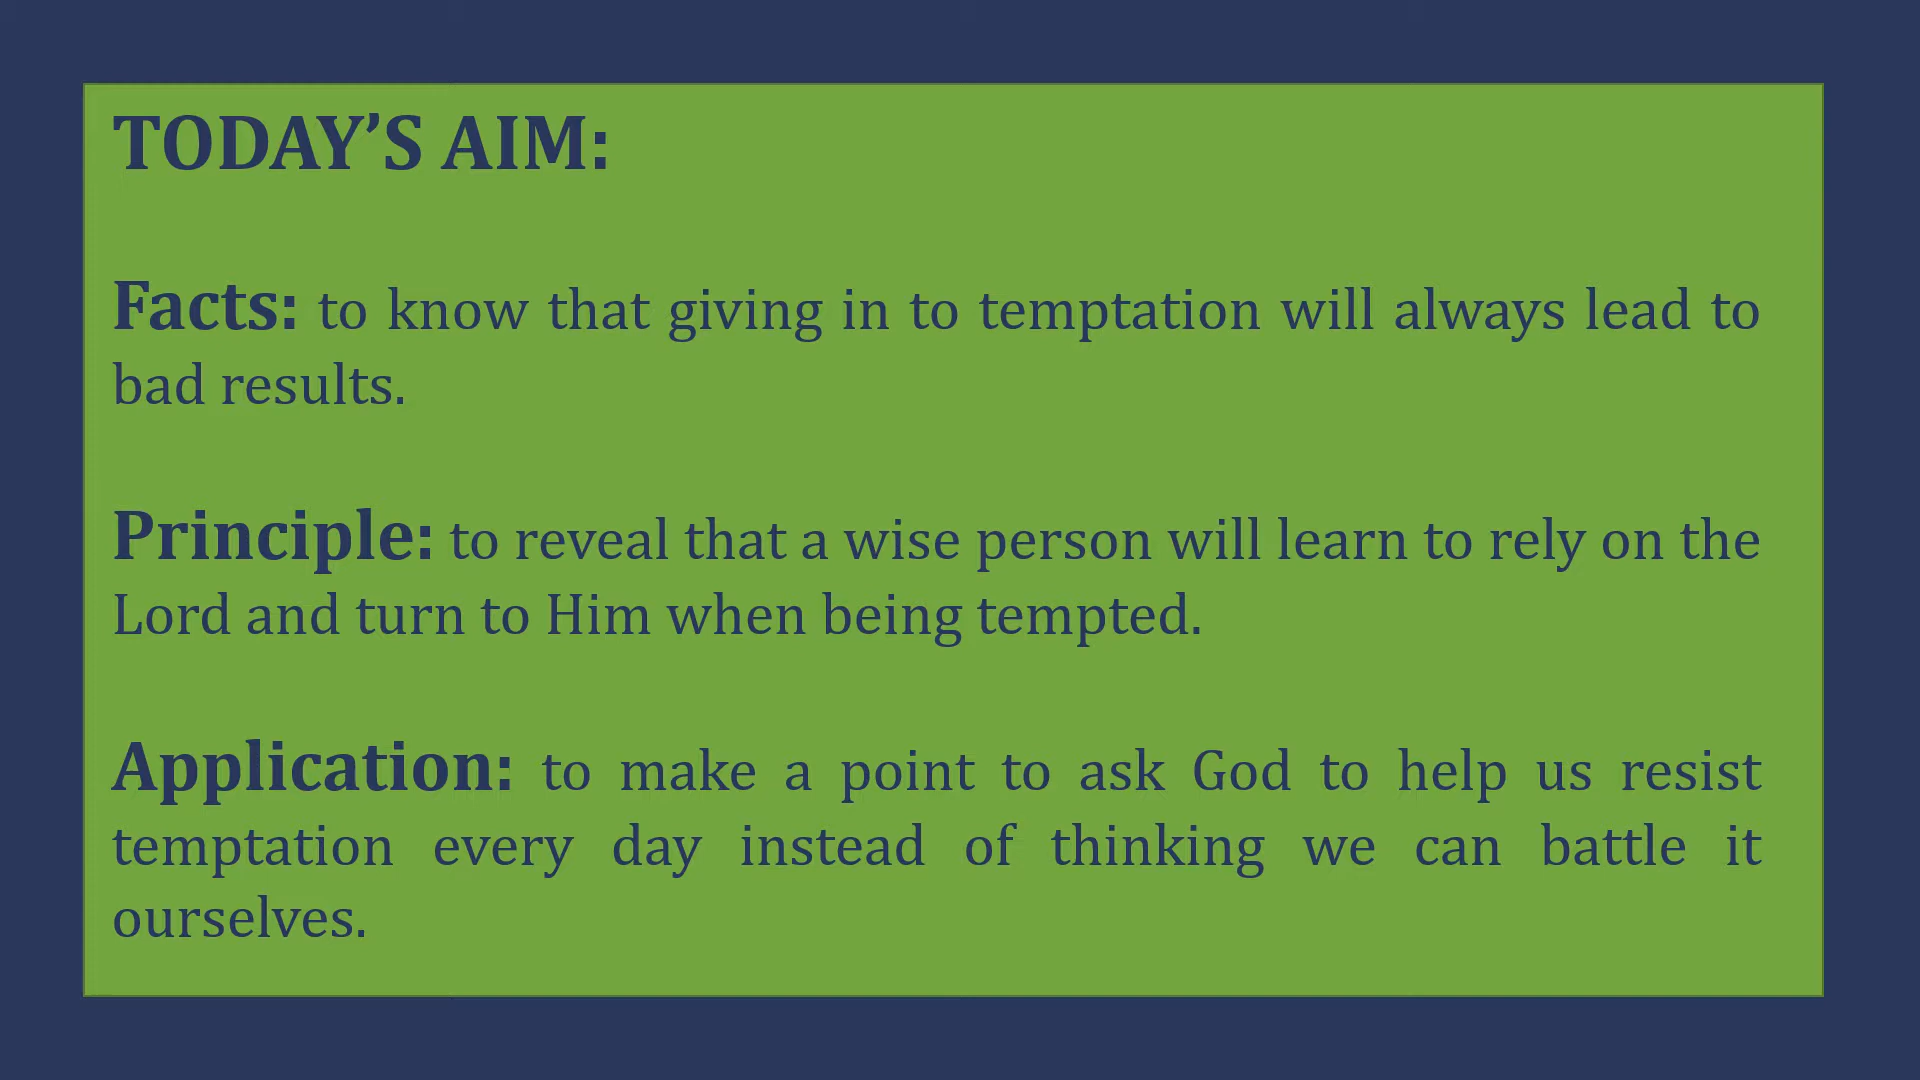 TODAY’S AIM:
Facts: to know that giving in to temptation will always lead to
bad results.
Principle: to reveal that a wise person will learn to rely on the
Lord and turn to Him when being tempted.
Application: to make a point to ask God to help us resist
temptation every day instead of thinking we can battle it
ourselves.